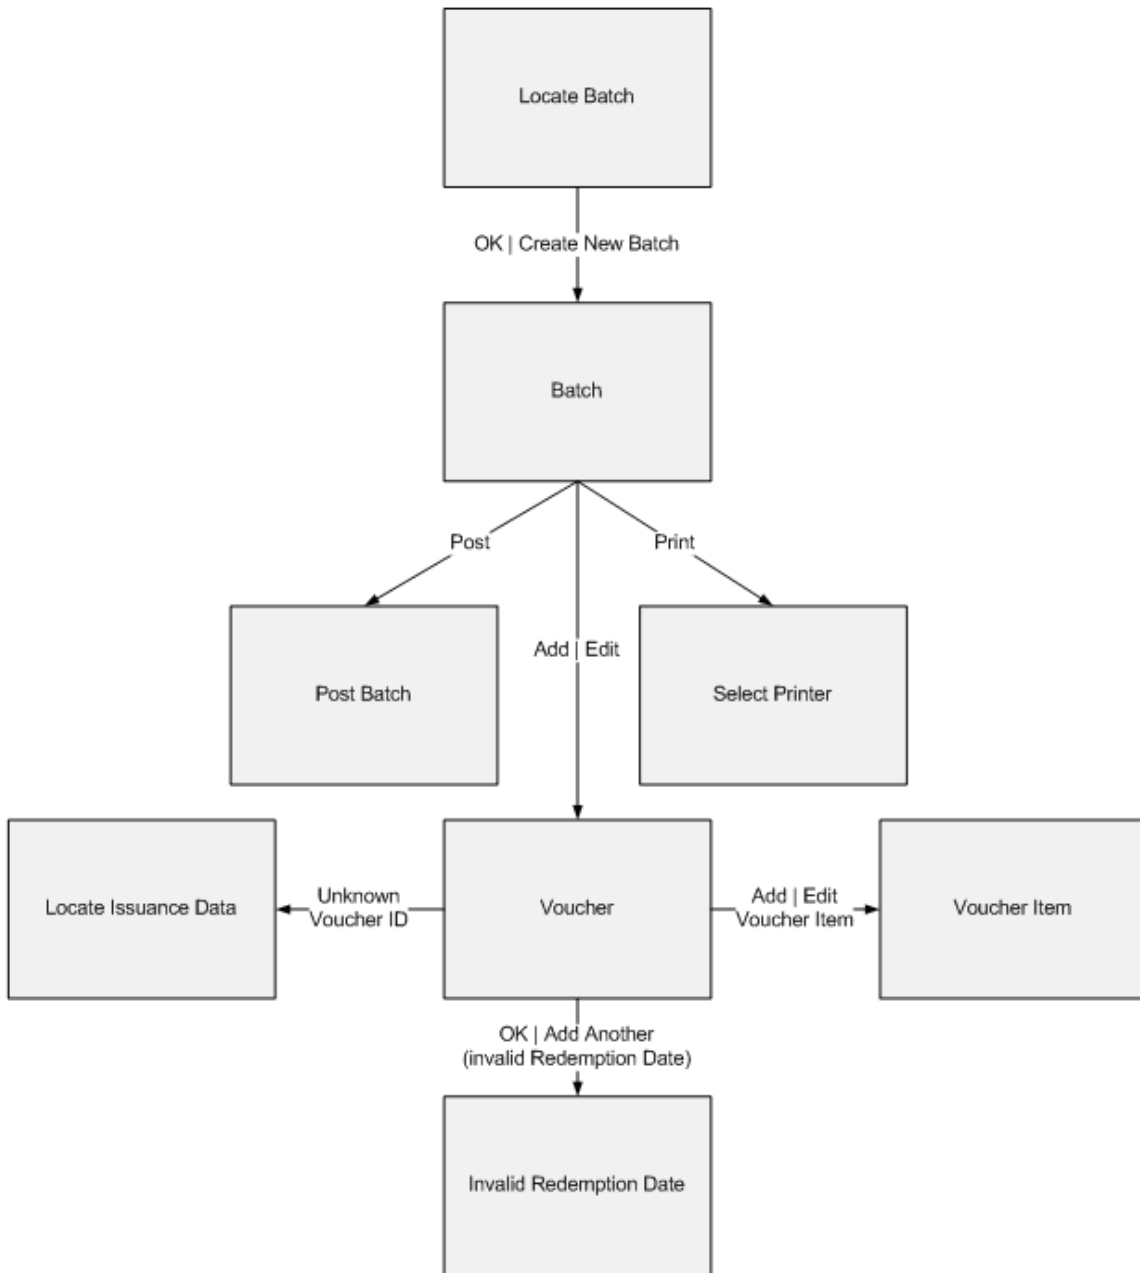 Locate Batch
OK | Create New Batch
Batch
Post
Print
Add | Edit
Post Batch
Select Printer
Locate Issuance Data
Unknown
Voucher ID
Voucher
Add | Edit
Voucher Item
Voucher Item
OK | Add Another
(invalid Redemption Date)
Invalid Redemption Date